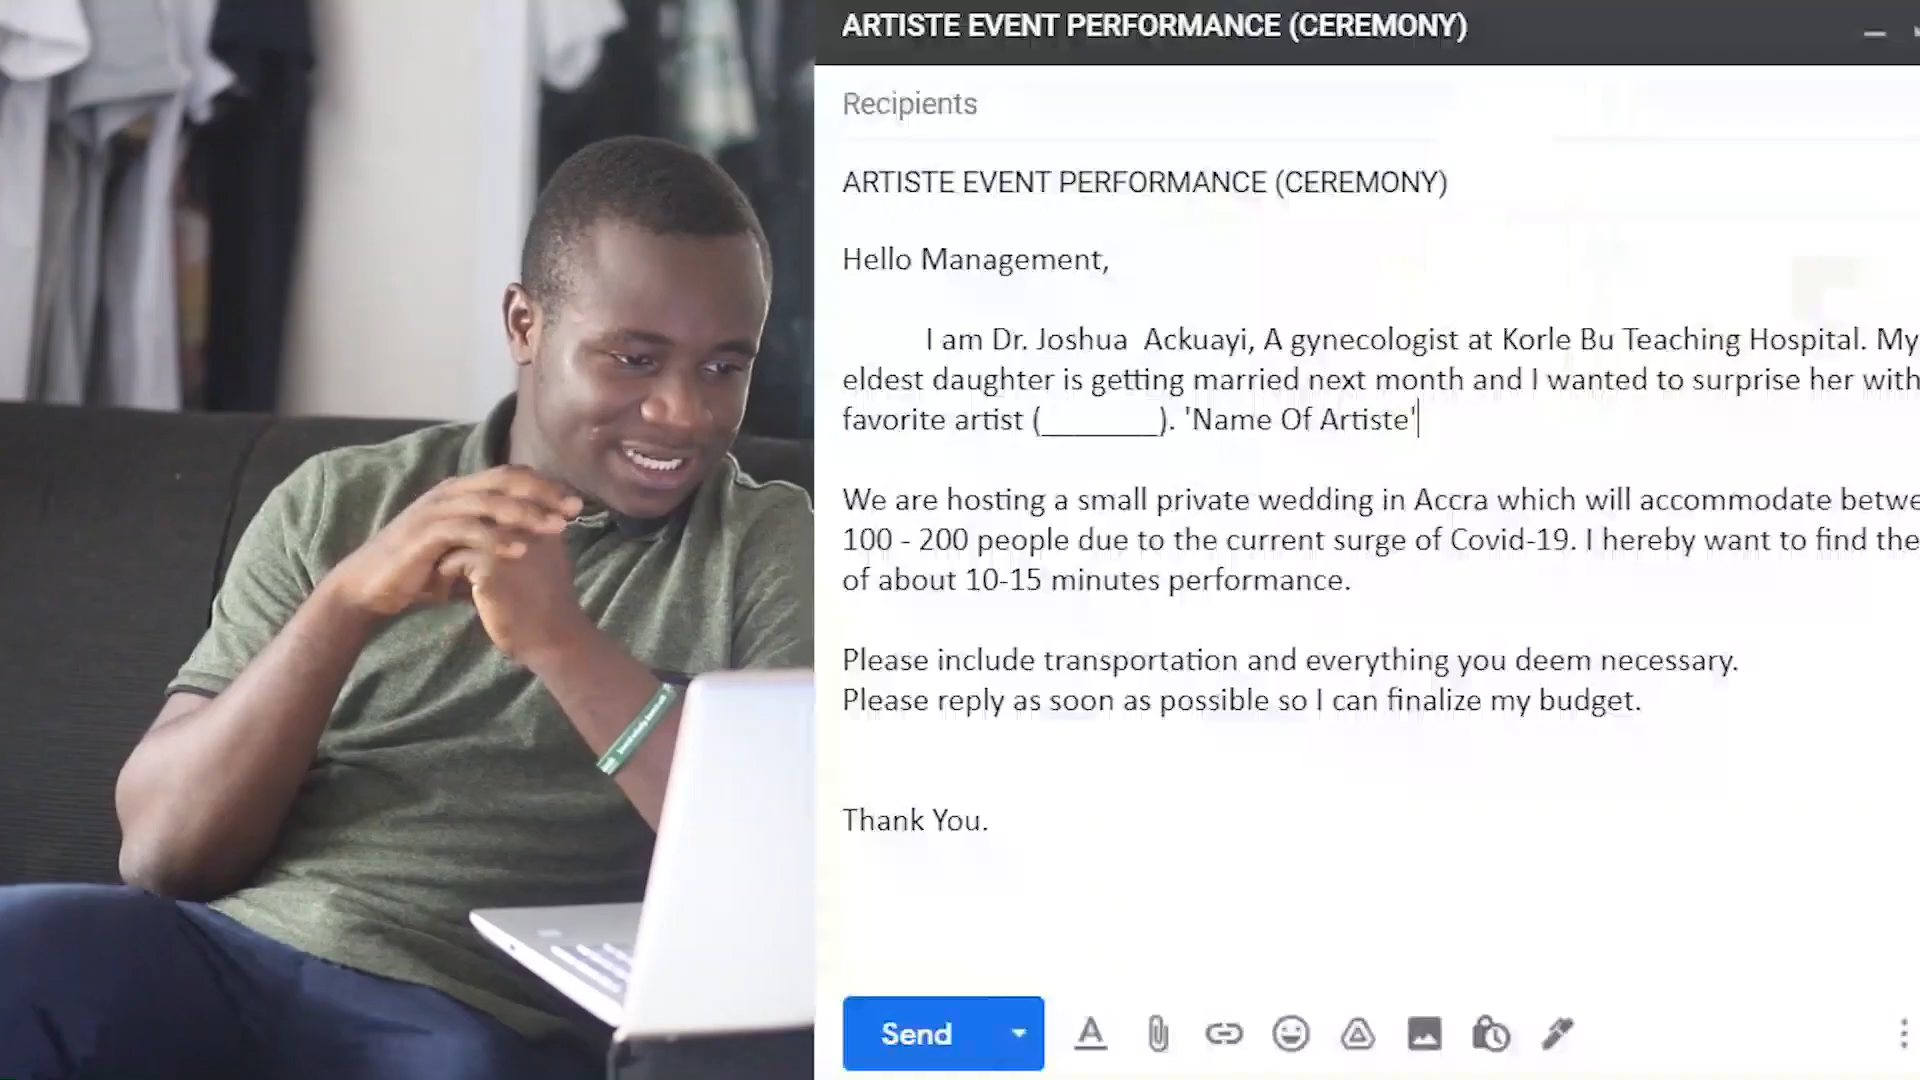 ARTISTE EVENT PERFORMANCE (CEREMONY)
Recipients
ARTISTE EVENT PERFORMANCE (CEREMONY)
Hello Management,
I am Dr. Joshua Ackuayi, A gynecologist at Korle Bu Teaching Hospital. My
eldest daughter is getting married next month and I wanted to surprise her with
favorite artist (_______). 'Name Of Artiste'
We are hosting a small private wedding in Accra which will accommodate betwe
100 - 200 people due to the current surge of Covid-19. I hereby want to find the
of about 10-15 minutes performance.
Please include transportation and everything you deem necessary.
Please reply as soon as possible so I can finalize my budget.
Thank You.
Send